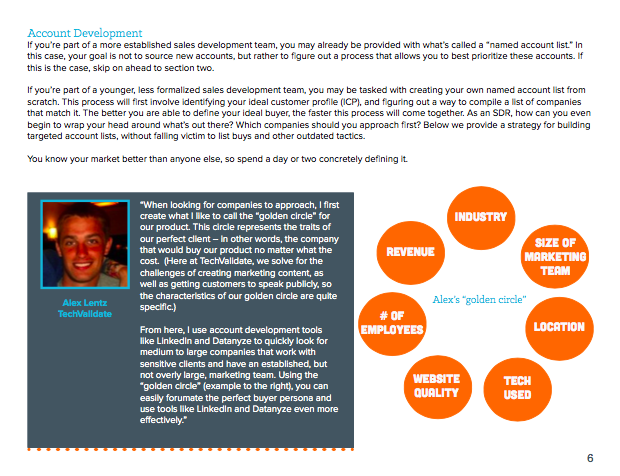 Account Development
If you're part of a more established sales development team, you may already be provided with what's called a "named account list." In
this case, your goal is not to source new accounts, but rather to figure out a process that allows you to best prioritize these accounts. If
this is the case, skip on ahead to section two.
If you're part of a younger, less formalized sales development team, you may be tasked with creating your own named account list from
scratch. This process will first involve identifying your ideal customer profile (ICP), and figuring out a way to compile a list of companies
that match it. The better you are able to define your ideal buyer, the faster this process will come together. As an SDR, how can you even
begin to wrap your head around what's out there? Which companies should you approach first? Below we provide a strategy for building
targeted account lists, without falling victim to list buys and other outdated tactics.
You know your market better than anyone else, so spend a day or two concretely defining it.
Alex Lentz
TechValidate
"When looking for companies to approach, I first
create what I like to call the "golden circle" for
our product. This circle represents the traits of
our perfect client – in other words, the company
that would buy our product no matter what the
cost. (Here at TechValidate, we solve for the
challenges of creating marketing content, as
well as getting customers to speak publicly, so
the characteristics of our golden circle are quite
specific.)
From here, I use account development tools
like LinkedIn and Datanyze to quickly look for
medium to large companies that work with
sensitive clients and have an established, but
not overly large, marketing team. Using the
"golden circle" (example to the right), you can
easily forumate the perfect buyer persona and
use tools like LinkedIn and Datanyze even more
effectively."
INDUSTRY
REVENUE
SIZE OF
MARKETING
TEAM
Alex's "golden circle"
# OF
EMPLOYEES
LOCATION
WEBSITE
QUALITY
TECH
USED
6